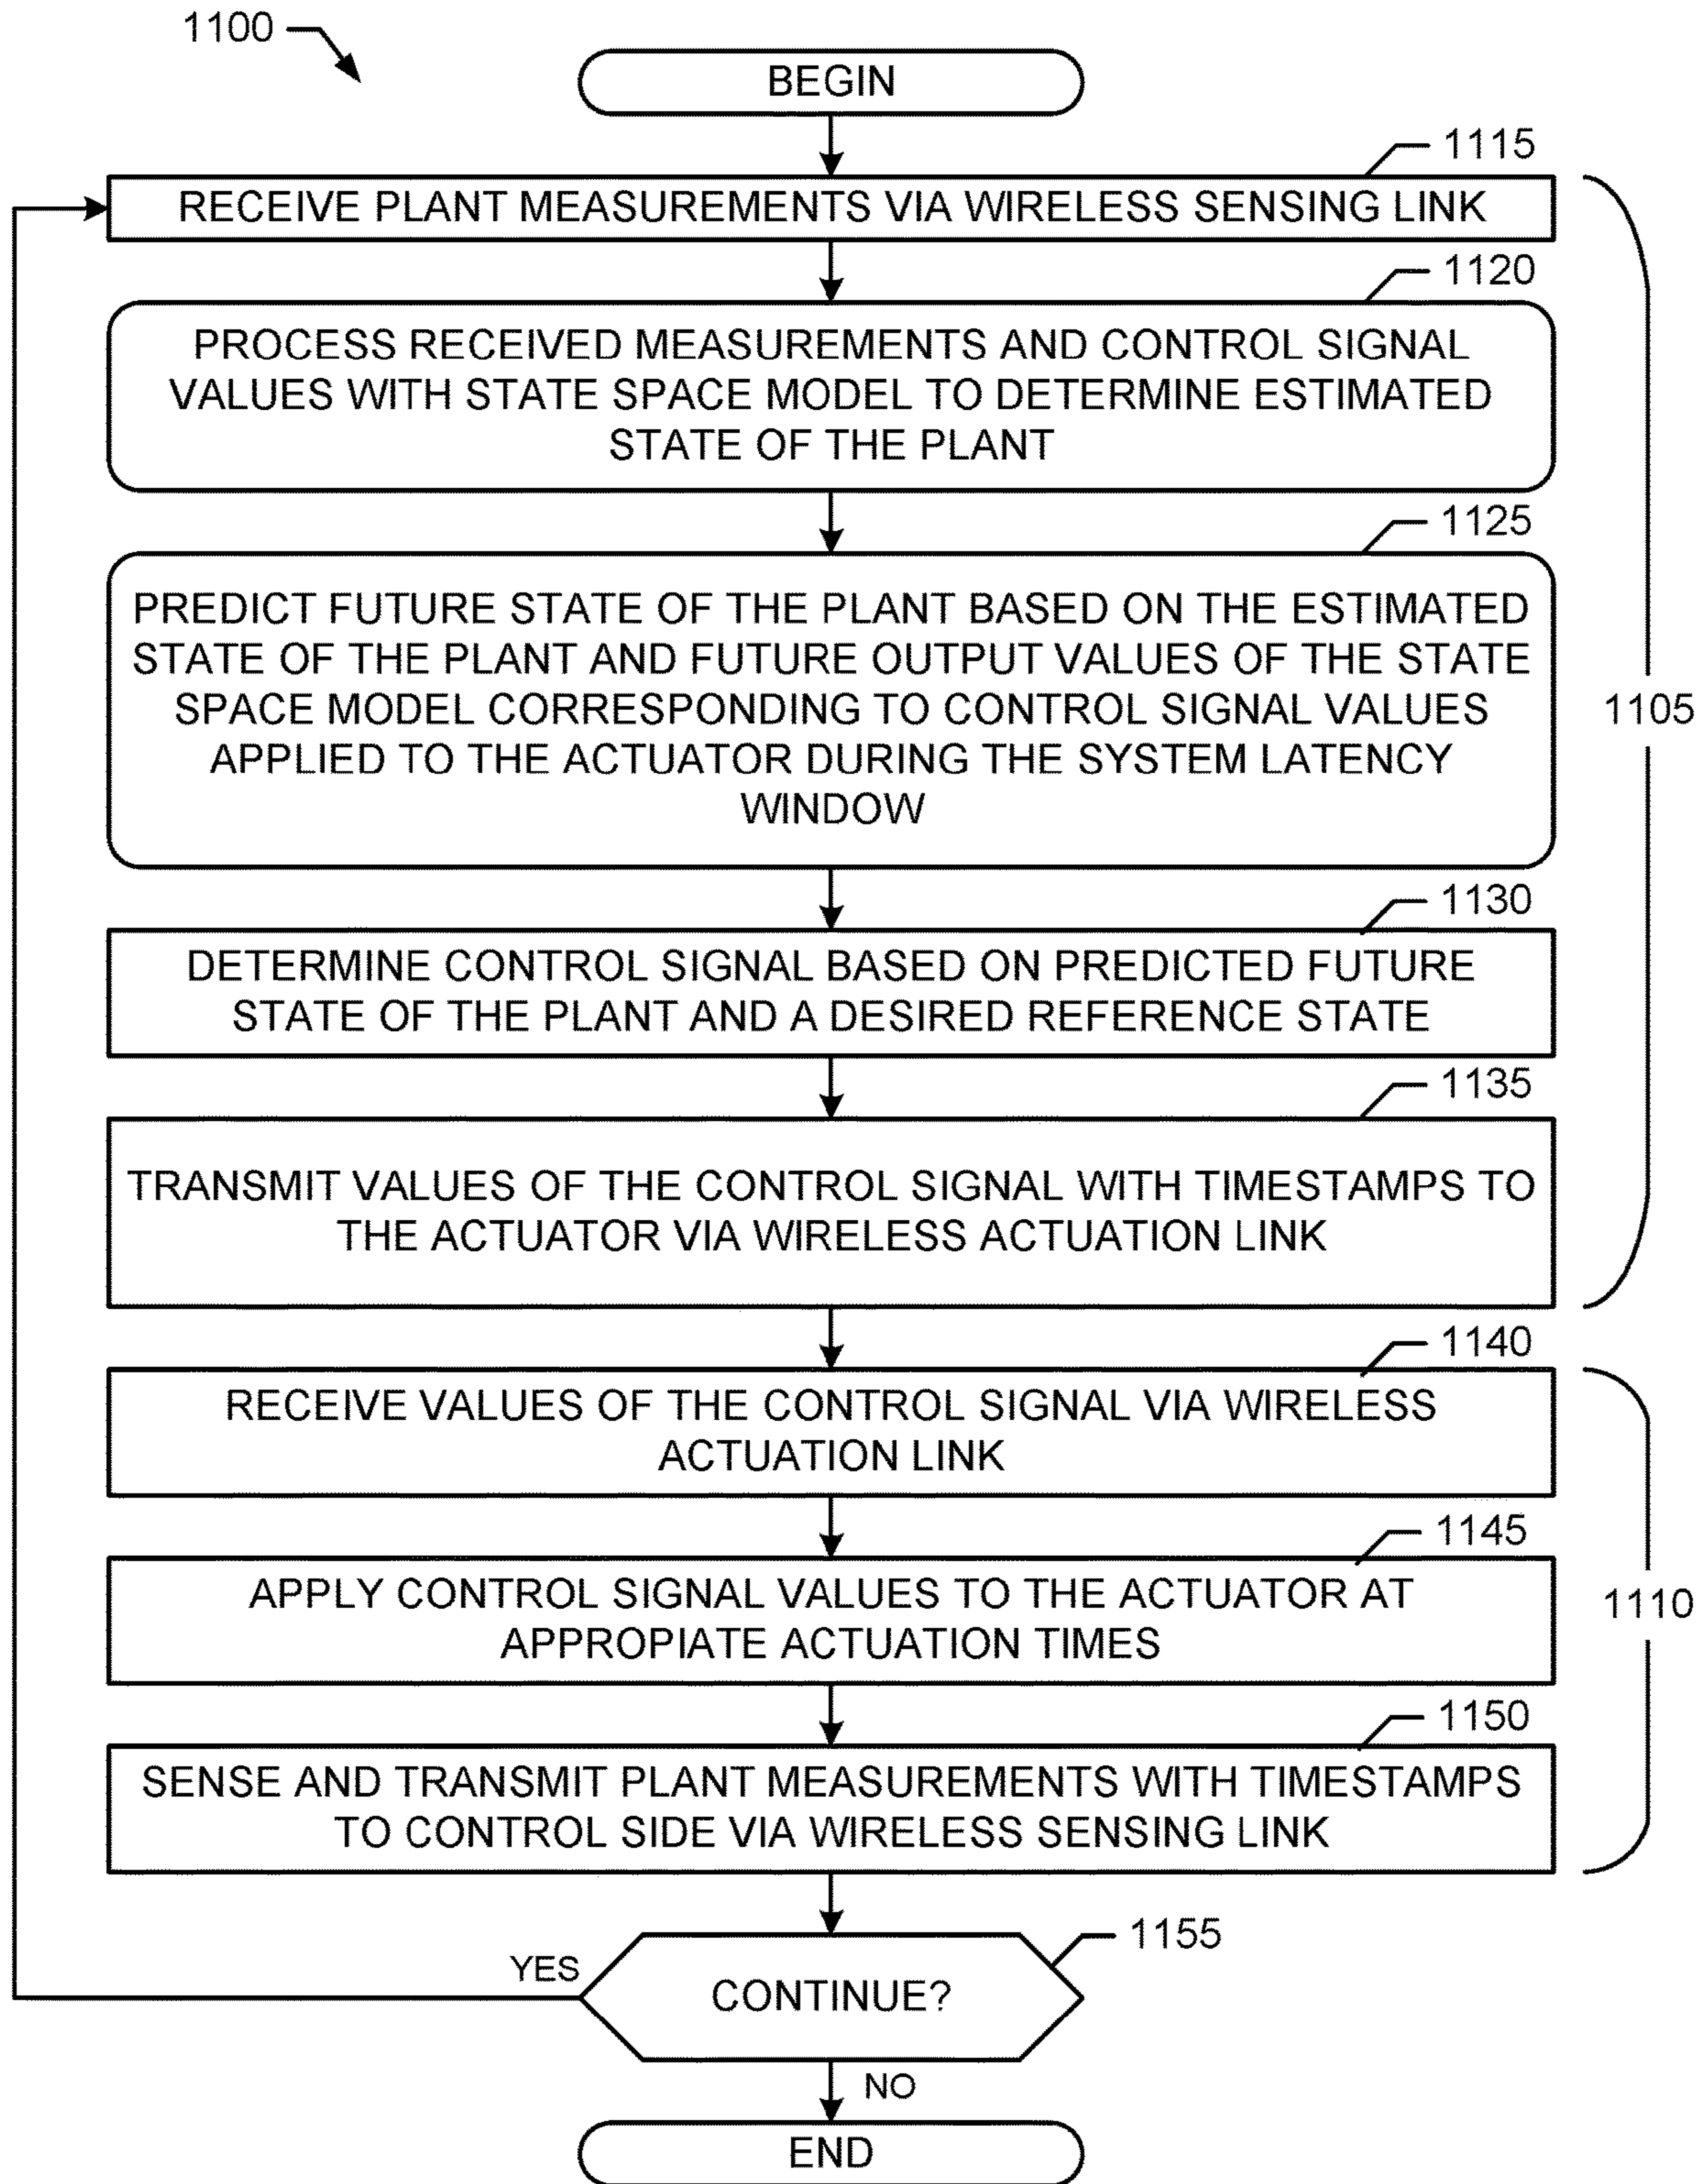 1100
BEGIN
1115
RECEIVE PLANT MEASUREMENTS VIA WIRELESS SENSING LINK
1120
PROCESS RECEIVED MEASUREMENTS AND CONTROL SIGNAL
VALUES WITH STATE SPACE MODEL TO DETERMINE ESTIMATED
STATE OF THE PLANT
1125
PREDICT FUTURE STATE OF THE PLANT BASED ON THE ESTIMATED
STATE OF THE PLANT AND FUTURE OUTPUT VALUES OF THE STATE
SPACE MODEL CORRESPONDING TO CONTROL SIGNAL VALUES
APPLIED TO THE ACTUATOR DURING THE SYSTEM LATENCY
WINDOW
1105
1130
DETERMINE CONTROL SIGNAL BASED ON PREDICTED FUTURE
STATE OF THE PLANT AND A DESIRED REFERENCE STATE
1135
TRANSMIT VALUES OF THE CONTROL SIGNAL WITH TIMESTAMPS TO
THE ACTUATOR VIA WIRELESS ACTUATION LINK
1140
RECEIVE VALUES OF THE CONTROL SIGNAL VIA WIRELESS
ACTUATION LINK
1145
APPLY CONTROL SIGNAL VALUES TO THE ACTUATOR AT
APPROPIATE ACTUATION TIMES
1110
1150
SENSE AND TRANSMIT PLANT MEASUREMENTS WITH TIMESTAMPS
TO CONTROL SIDE VIA WIRELESS SENSING LINK
1155
YES
CONTINUE?
NO
END